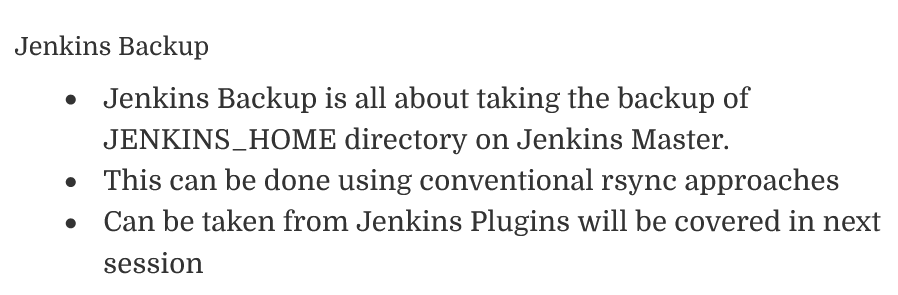 Jenkins Backup
• Jenkins Backup is all about taking the backup of
JENKINS_HOME directory on Jenkins Master.
• This can be done using conventional rsync approaches
• Can be taken from Jenkins Plugins will be covered in next
session